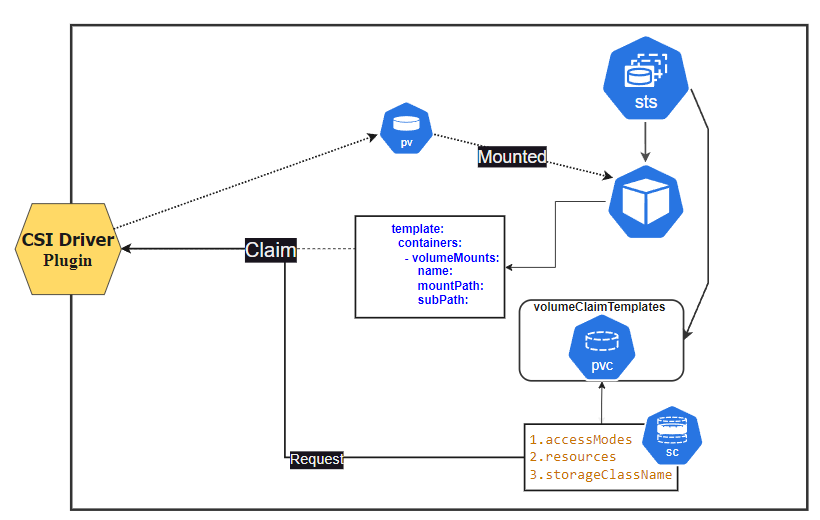 sts
pv
Mounted
CSI Driver
Plugin
Claim
template:
containers:
- volumeMounts:
name:
mountPath:
subPath:
volumeClaimTemplates
pvc
Request
1.accessModes
2.resources
3.storageClassName
sc